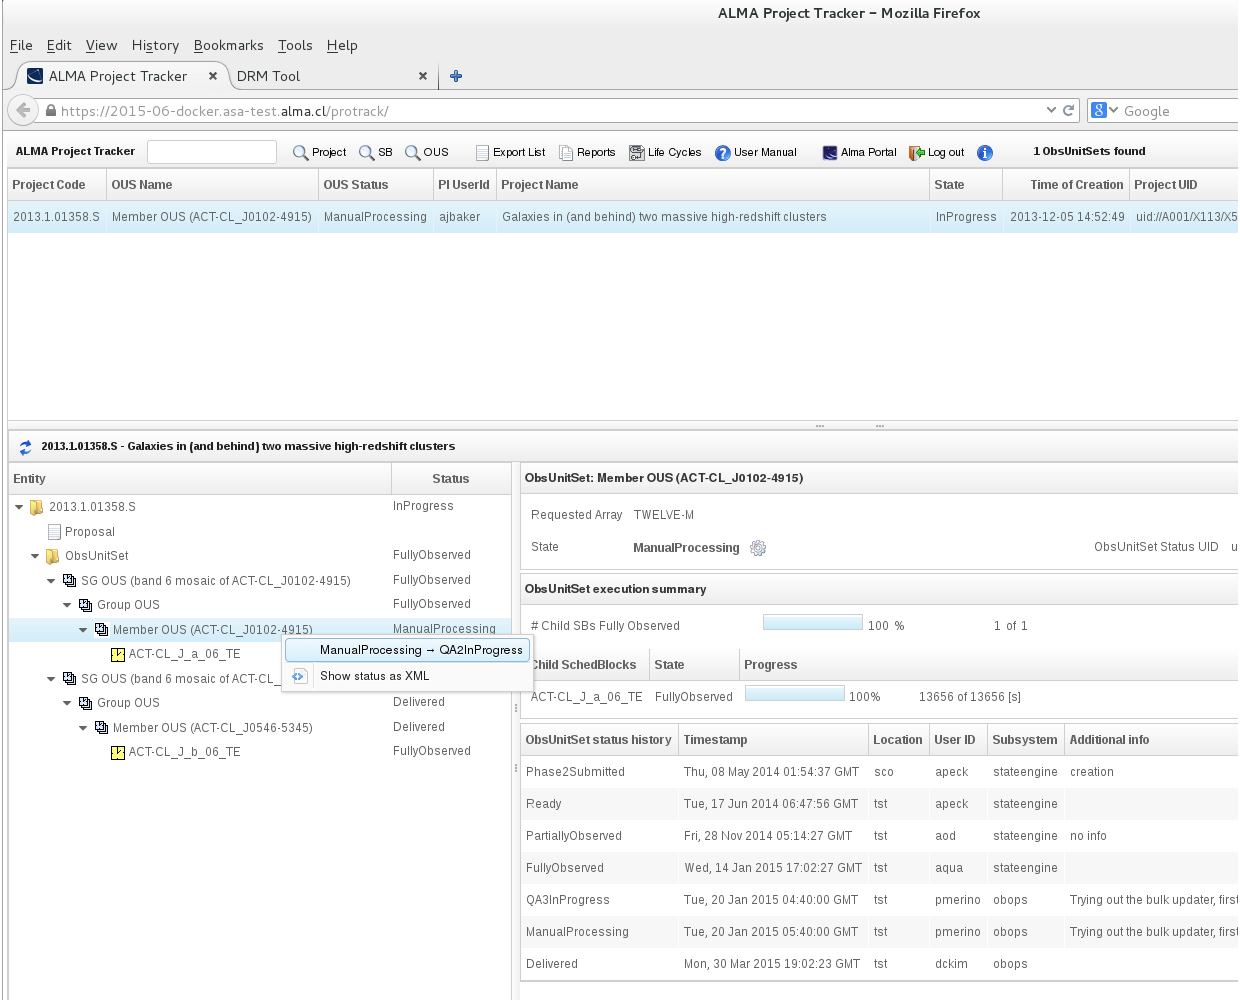 ALMA Project Tracker – Mozilla Firefox
File Edit View History Bookmarks Tools Help
ALMA Project Tracker × DRM Tool ×
https://2015-06-docker.asa-test.alma.cl/protrack/ Google
ALMA Project Tracker Project SB OUS Export List Reports Life Cycles User Manual Alma Portal Log out 1 ObsUnitSets found
Project Code OUS Name OUS Status PI UserId Project Name State Time of Creation Project UID
2013.1.01358.S Member OUS (ACT-CL_J0102-4915) ManualProcessing ajbaker Galaxies in (and behind) two massive high-redshift clusters InProgress 2013-12-05 14:52:49 uid://A001/X113/X5
2013.1.01358.S - Galaxies in (and behind) two massive high-redshift clusters
Entity Status
2013.1.01358.S InProgress
Proposal
ObsUnitSet FullyObserved
SG OUS (band 6 mosaic of ACT-CL_J0102-4915) FullyObserved
Group OUS FullyObserved
Member OUS (ACT-CL_J0102-4915) ManualProcessing
ACT-CL_J_a_06_TE
SG OUS (band 6 mosaic of ACT-CL_
Group OUS Delivered
Member OUS (ACT-CL_J0546-5345) Delivered
ACT-CL_J_b_06_TE FullyObserved
ManualProcessing → QA2InProgress
Show status as XML
ObsUnitSet: Member OUS (ACT-CL_J0102-4915)
Requested Array TWELVE-M
State ManualProcessing ObsUnitSet Status UID u
ObsUnitSet execution summary
# Child SBs Fully Observed 100 % 1 of 1
Child SchedBlocks State Progress
ACT-CL_J_a_06_TE FullyObserved 100% 13656 of 13656 [s]
ObsUnitSet status history Timestamp Location User ID Subsystem Additional info
Phase2Submitted Thu, 08 May 2014 01:54:37 GMT sco apeck stateengine creation
Ready Tue, 17 Jun 2014 06:47:56 GMT tst apeck stateengine
PartiallyObserved Fri, 28 Nov 2014 05:14:27 GMT tst aod stateengine no info
FullyObserved Wed, 14 Jan 2015 17:02:27 GMT tst aqua stateengine
QA3InProgress Tue, 20 Jan 2015 04:40:00 GMT tst pmerino obops Trying out the bulk updater, first
ManualProcessing Tue, 20 Jan 2015 05:40:00 GMT tst pmerino obops Trying out the bulk updater, first
Delivered Mon, 30 Mar 2015 19:02:23 GMT tst dckim obops